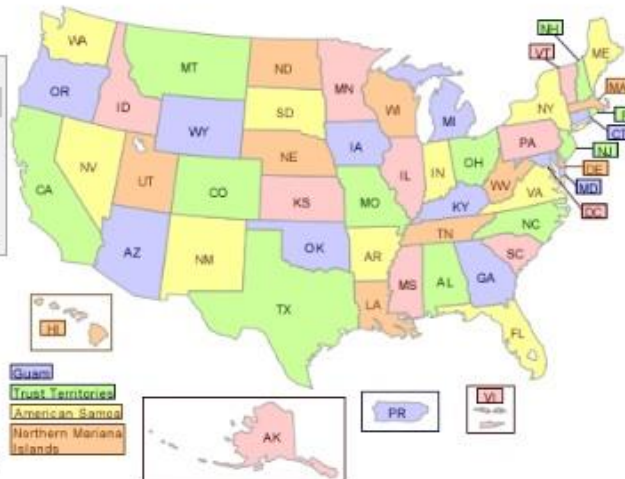 NH
VT
ME
WA
MT
ND
MN
OR
ID
WI
MA
SD
NY
WY
MI
CT
IA
PA
NE
NJ
NV
OH
IL
IN
DE
UT
CA
CO
WV
MD
KS
MO
VA
KY
DC
NC
TN
OK
AZ
NM
AR
SC
MS
AL
GA
TX
LA
FL
HI
Guam
Trust Territories
American Samoa
Northern Mariana
Islands
VI
PR
AK